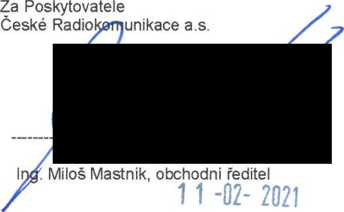 Za Poskytovatele
České Radiokomunikace a.s.
Ing. Miloš Mastník, obchodní ředitel
11 -02- 2021